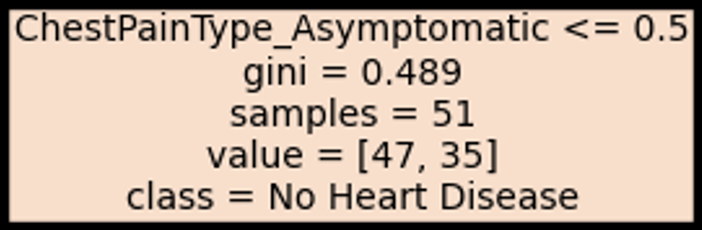 ChestPainType_Asymptomatic <= 0.5
gini = 0.489
samples = 51
value = [47, 35]
class = No Heart Disease